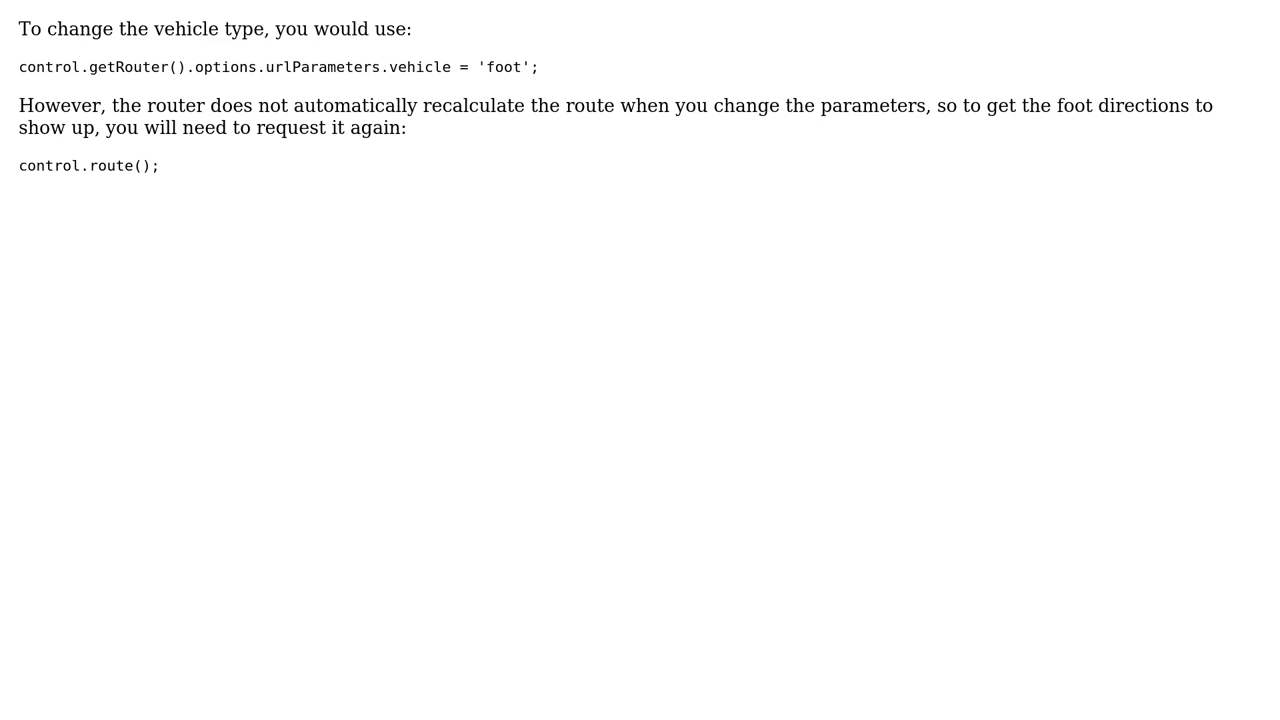 To change the vehicle type, you would use:
control.getRouter().options.urlParameters.vehicle = 'foot';
However, the router does not automatically recalculate the route when you change the parameters, so to get the foot directions to
show up, you will need to request it again:
control.route();